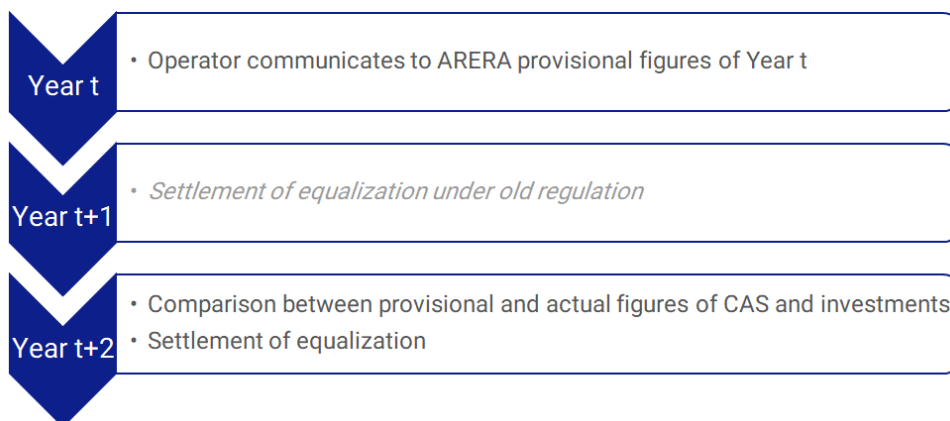 Year t
• Operator communicates to ARERA provisional figures of Year t
Year t+1
• Settlement of equalization under old regulation
Year t+2
• Comparison between provisional and actual figures of CAS and investments
• Settlement of equalization